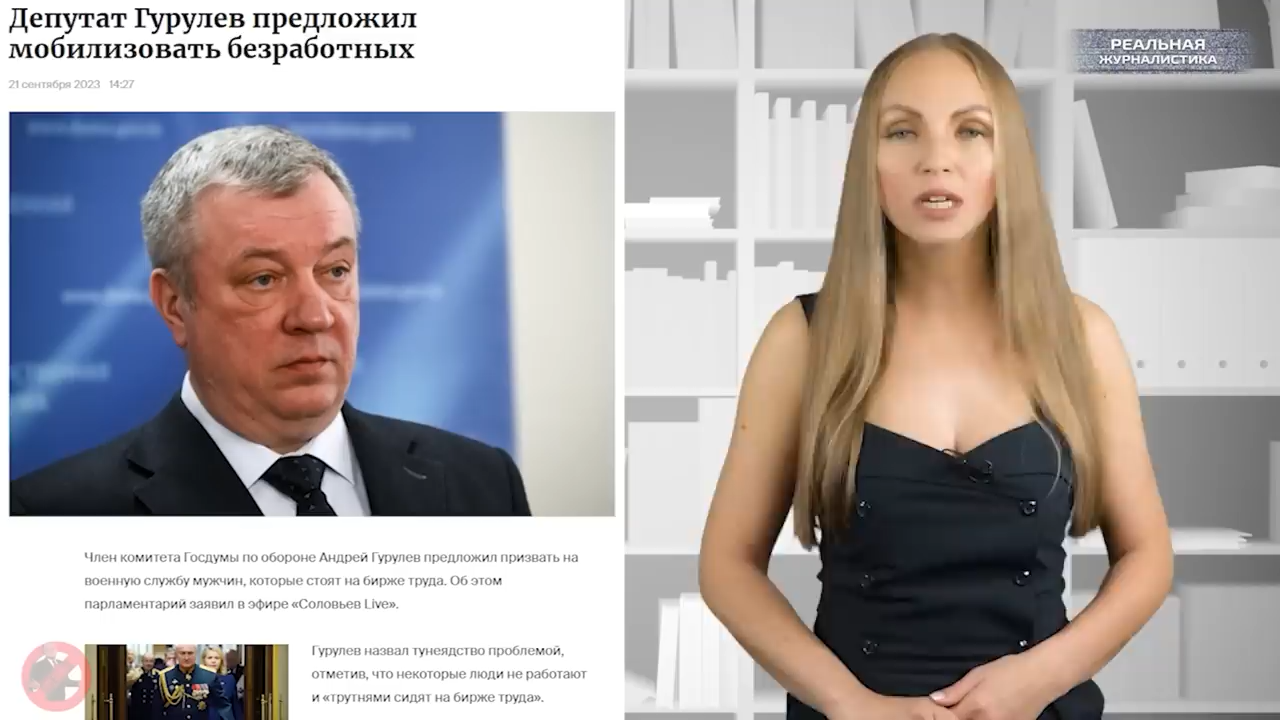 Депутат Гурулев предложил
мобилизовать безработных
21 сентября 2023 14:27
Член комитета Госдумы по обороне Андрей Гурулев предложил призвать на
военную службу мужчин, которые стоят на бирже труда. Об этом
парламентарий заявил в эфире «Соловьев Live».
Гурулев назвал тунеядство проблемой,
отметив, что некоторые люди не работают
и «трутнями сидят на бирже труда».
РЕАЛЬНАЯ
ЖУРНАЛИСТИКА